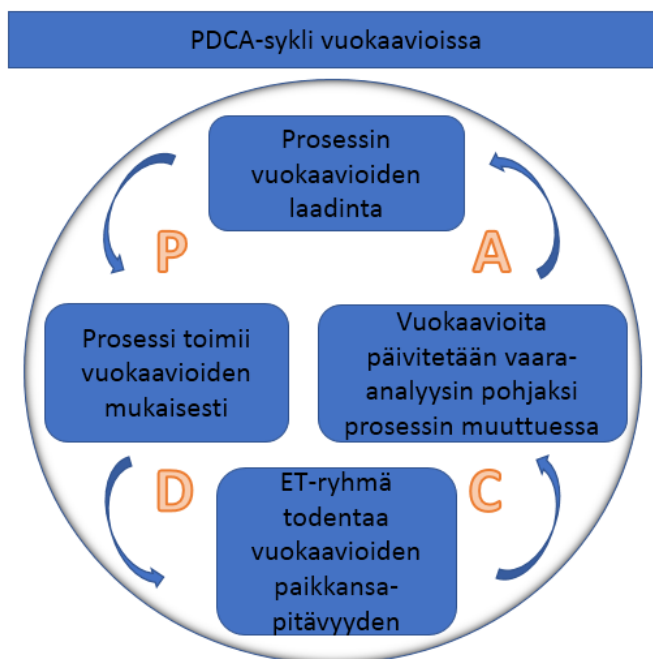 PDCA-sykli vuokaavioissa
Prosessin
vuokaavioiden
laadinta
P
A
Prosessi toimii
vuokaavioiden
mukaisesti
Vuokaavioita
päivitetään vaara-
analyysin pohjaksi
prosessin muuttuessa
D
C
ET-ryhmä
todentaa
vuokaavioiden
paikkansa-
pitävyyden